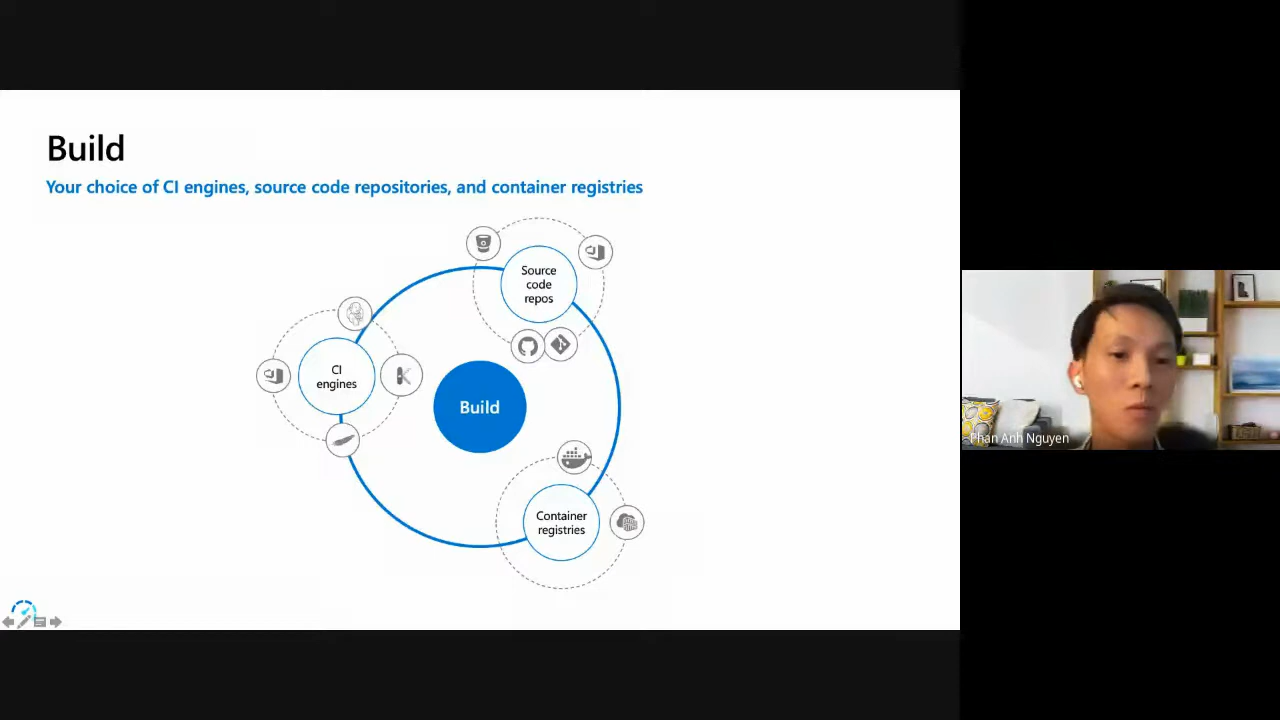 Build
Your choice of CI engines, source code repositories, and container registries
Source
code
repos
CI
engines
Build
Container
registries
Phan Anh Nguyen